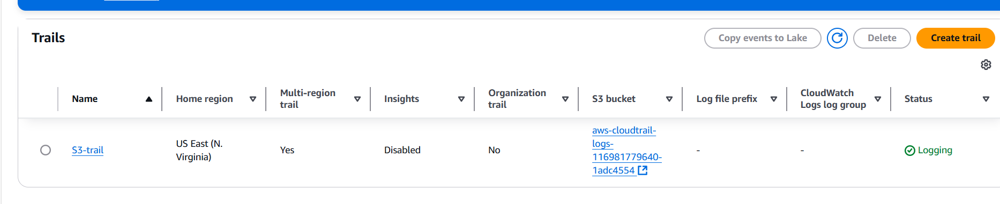 Trails
Copy events to Lake
Delete
Create trail
Name
Home region
Multi-region
trail
Insights
Organization
trail
S3 bucket
Log file prefix
CloudWatch
Logs log group
Status
S3-trail
US East (N.
Virginia)
Yes
Disabled
No
aws-cloudtrail-
logs-
116981779640-
1adc4554
-
-
Logging